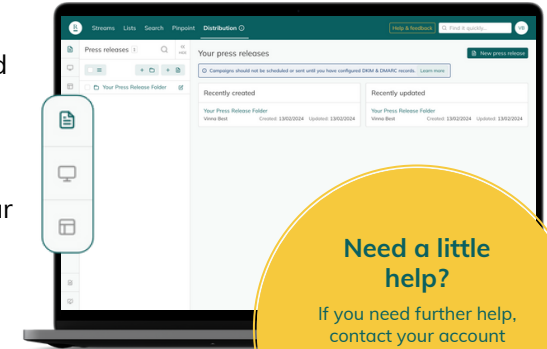 Streams Lists Search Pinpoint Distribution Help & feedback Find it quickly... VB
Press releases 1
Your press releases
New press release
Campaigns should not be scheduled or sent until you have configured DKIM & DMARC records. Learn more
Your Press Release Folder
Recently created
Your Press Release Folder
Vinna Best Created: 13/02/2024 Updated: 13/02/2024
Recently updated
Your Press Release Folder
Vinna Best Created: 13/02/2024 Updated: 13/02/2024
Need a little
help?
If you need further help,
contact your account